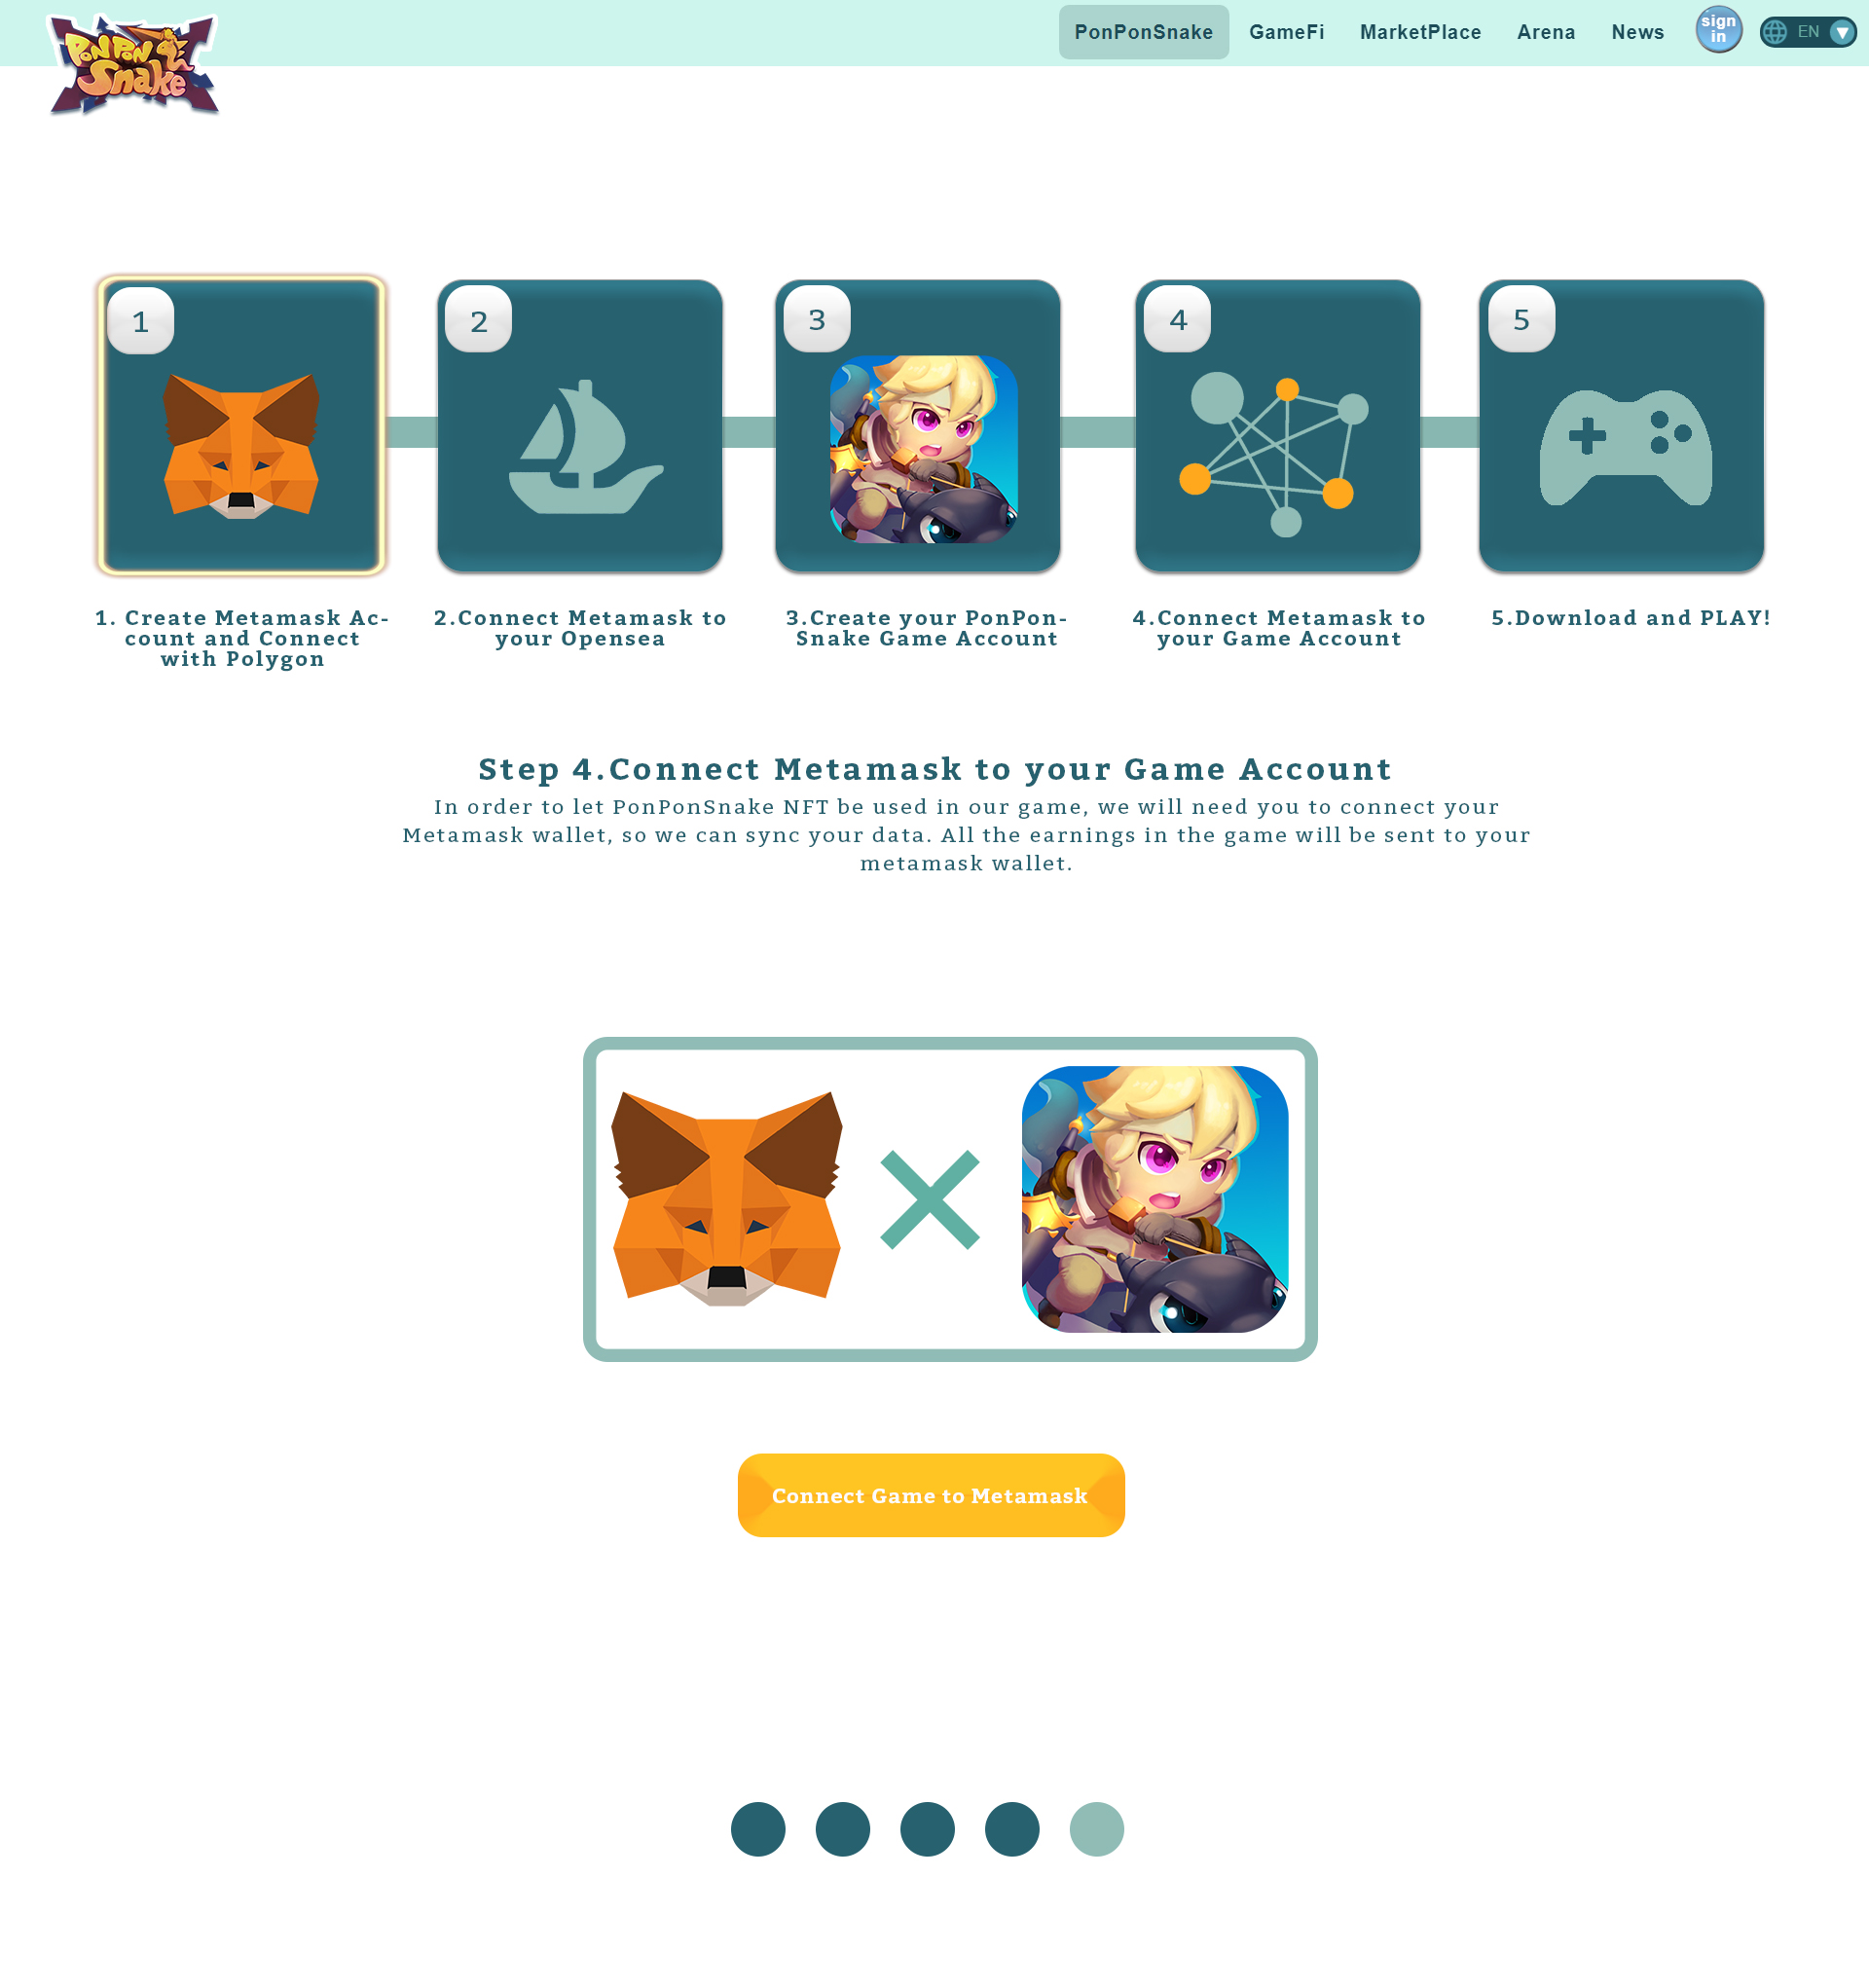 PonPon
Snake
PonPonSnake GameFi MarketPlace Arena News sign in EN
1 2 3 4 5
1. Create Metamask Ac-
count and Connect
with Polygon
2.Connect Metamask to
your Opensea
3.Create your PonPon-
Snake Game Account
4.Connect Metamask to
your Game Account
5.Download and PLAY!
Step 4.Connect Metamask to your Game Account
In order to let PonPonSnake NFT be used in our game, we will need you to connect your
Metamask wallet, so we can sync your data. All the earnings in the game will be sent to your
metamask wallet.
Connect Game to Metamask